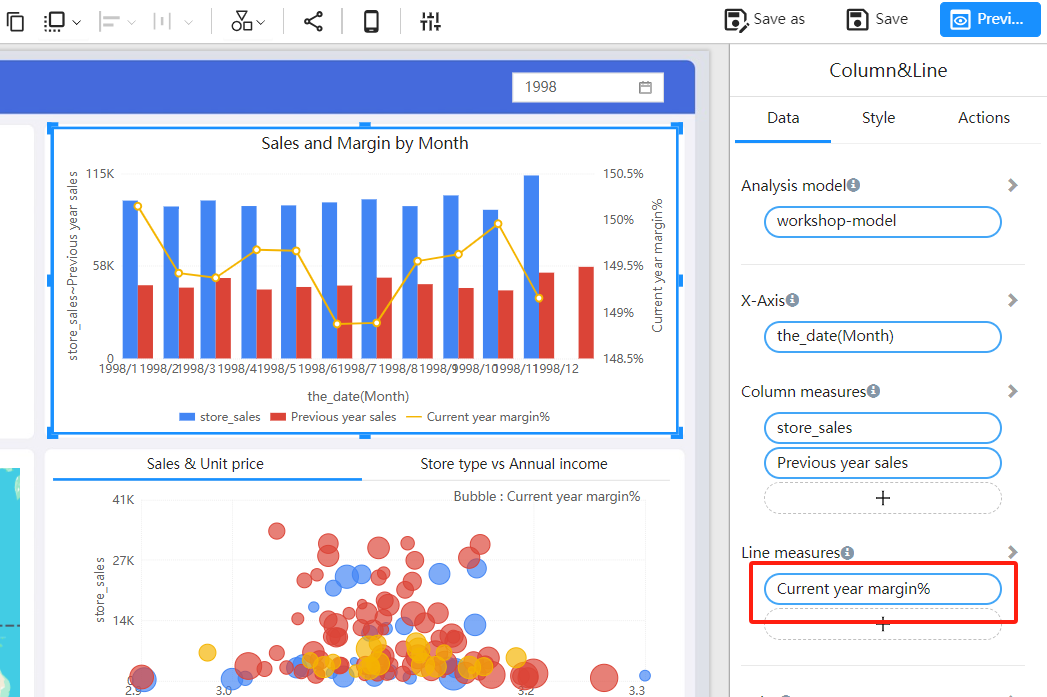 Save as
Save
Previ...
1998
Sales and Margin by Month
115K
58K
0
store_sales~Previous year sales
150.5%
150%
149.5%
149%
148.5%
Current year margin%
1998/1 1998/2 1998/3 1998/4 1998/5 1998/6 1998/7 1998/8 1998/9 1998/10 1998/11 1998/12
the_date(Month)
store_sales Previous year sales Current year margin%
Sales & Unit price
Store type vs Annual income
Bubble : Current year margin%
41K
27K
14K
0
store_sales
2.9 3.0 3.2 3.3
Column&Line
Data Style Actions
Analysis model
workshop-model
X-Axis
the_date(Month)
Column measures
store_sales
Previous year sales
+
Line measures
Current year margin%
+